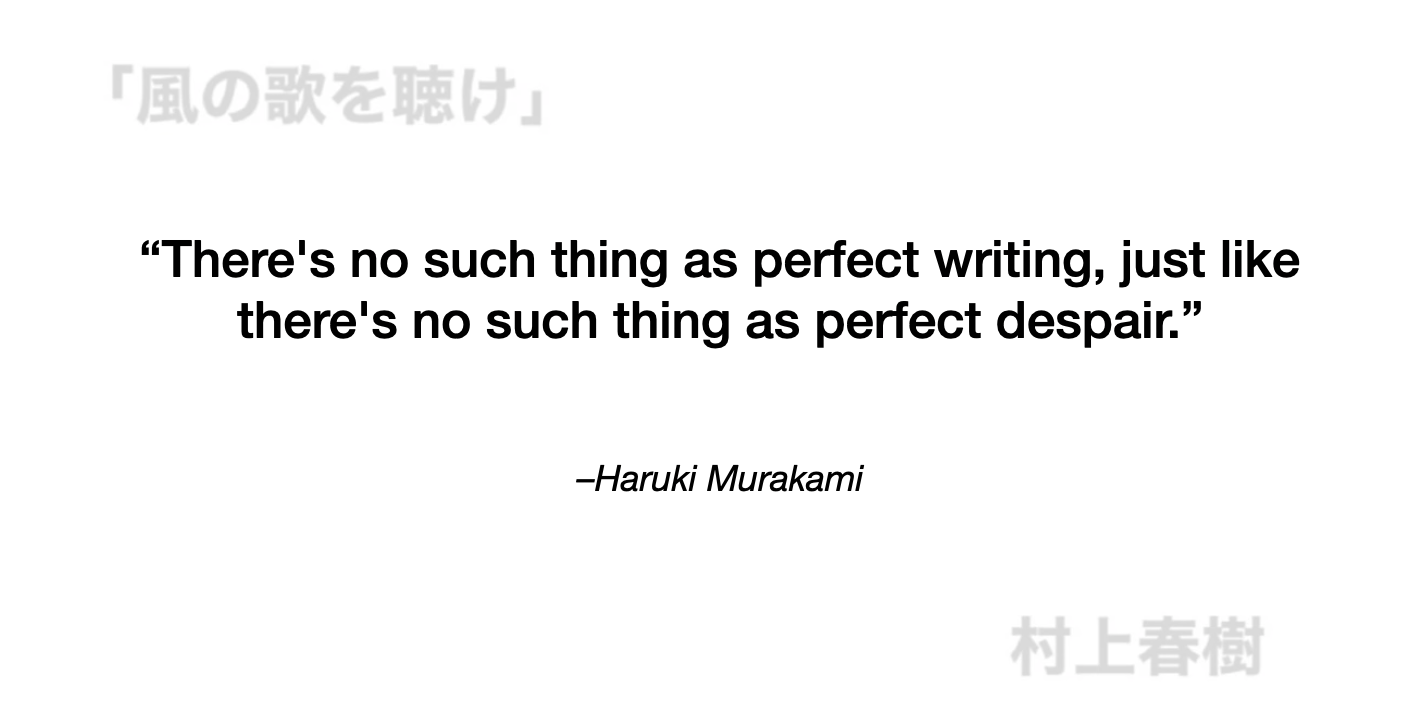 「風の歌を聴け」
“There's no such thing as perfect writing, just like
there's no such thing as perfect despair.”
–Haruki Murakami
村上春樹